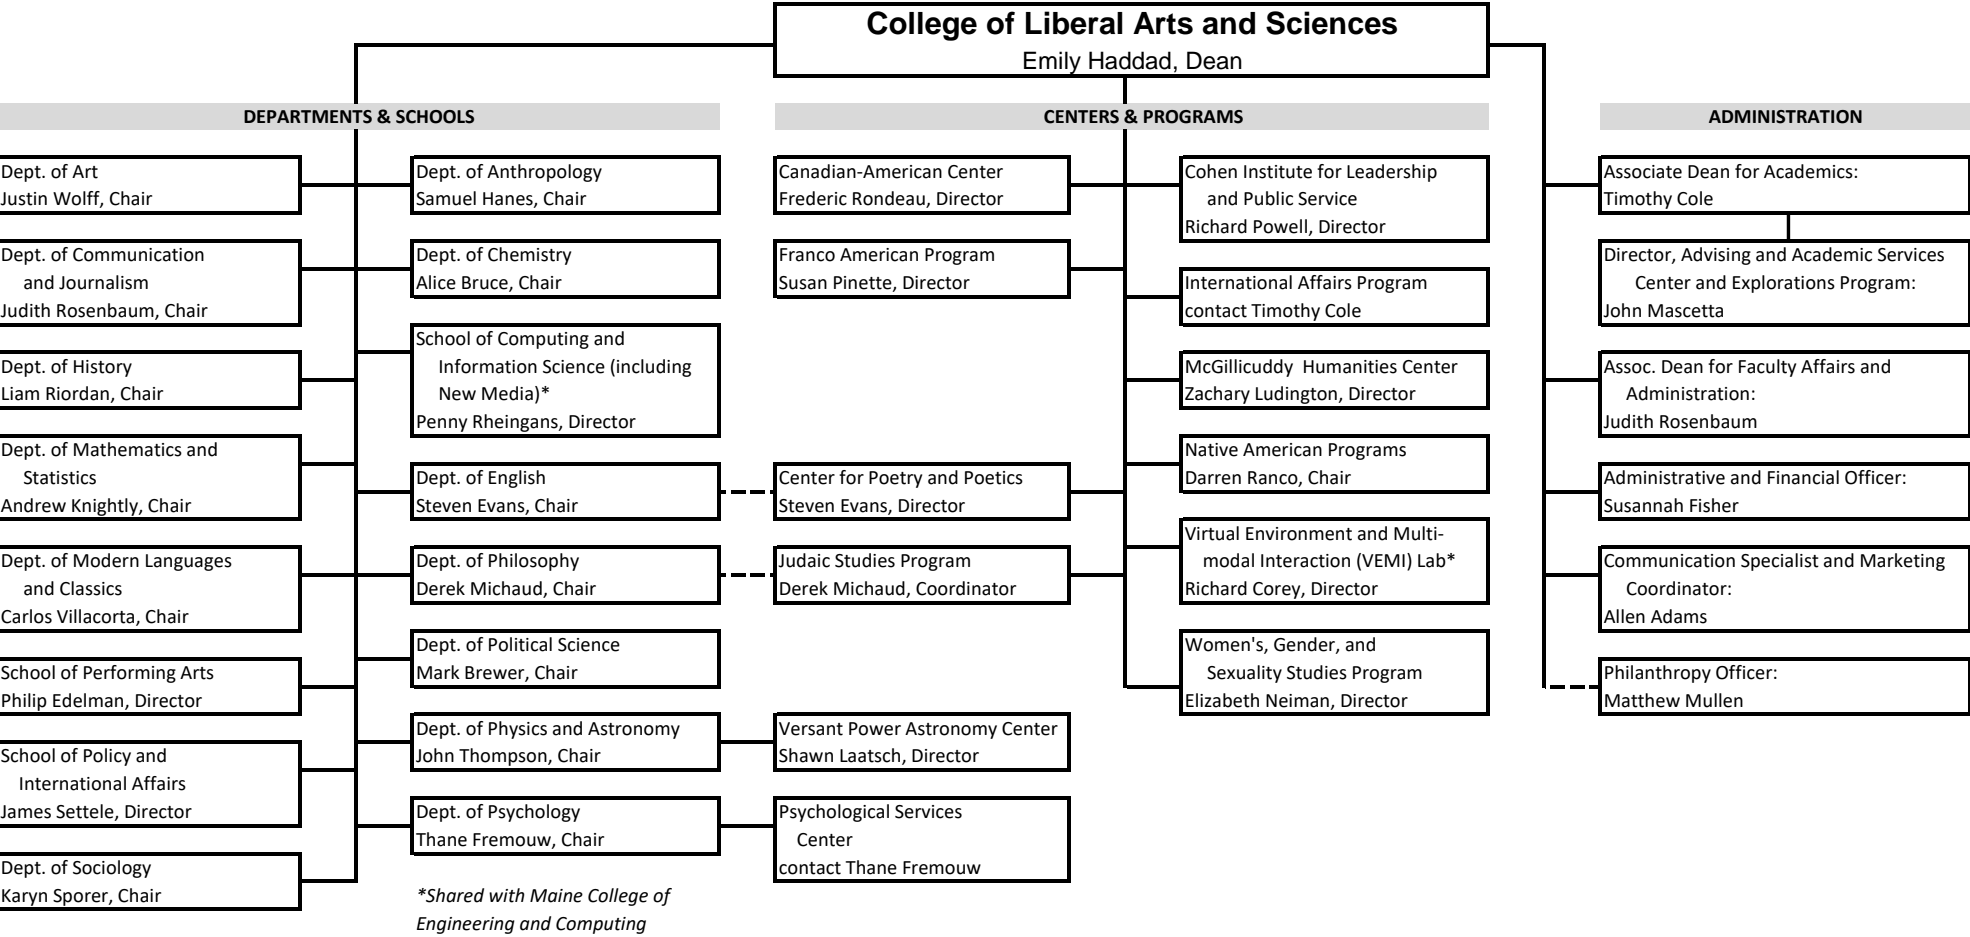 College of Liberal Arts and Sciences
Emily Haddad, Dean
DEPARTMENTS & SCHOOLS
Dept. of Art
Justin Wolff, Chair
Dept. of Communication
and Journalism
Judith Rosenbaum, Chair
Dept. of History
Liam Riordan, Chair
Dept. of Mathematics and
Statistics
Andrew Knightly, Chair
Dept. of Modern Languages
and Classics
Carlos Villacorta, Chair
School of Performing Arts
Philip Edelman, Director
School of Policy and
International Affairs
James Settele, Director
Dept. of Sociology
Karyn Sporer, Chair
Dept. of Anthropology
Samuel Hanes, Chair
Dept. of Chemistry
Alice Bruce, Chair
School of Computing and
Information Science (including
New Media)*
Penny Rheingans, Director
Dept. of English
Steven Evans, Chair
Dept. of Philosophy
Derek Michaud, Chair
Dept. of Political Science
Mark Brewer, Chair
Dept. of Physics and Astronomy
John Thompson, Chair
Dept. of Psychology
Thane Fremouw, Chair
*Shared with Maine College of
Engineering and Computing
CENTERS & PROGRAMS
Canadian-American Center
Frederic Rondeau, Director
Franco American Program
Susan Pinette, Director
Center for Poetry and Poetics
Steven Evans, Director
Judaic Studies Program
Derek Michaud, Coordinator
Versant Power Astronomy Center
Shawn Laatsch, Director
Psychological Services
Center
contact Thane Fremouw
Cohen Institute for Leadership
and Public Service
Richard Powell, Director
International Affairs Program
contact Timothy Cole
McGillicuddy  Humanities Center
Zachary Ludington, Director
Native American Programs
Darren Ranco, Chair
Virtual Environment and Multi-
modal Interaction (VEMI) Lab*
Richard Corey, Director
Women's, Gender, and
Sexuality Studies Program
Elizabeth Neiman, Director
ADMINISTRATION
Associate Dean for Academics:
Timothy Cole
Director, Advising and Academic Services
Center and Explorations Program:
John Mascetta
Assoc. Dean for Faculty Affairs and
Administration:
Judith Rosenbaum
Administrative and Financial Officer:
Susannah Fisher
Communication Specialist and Marketing
Coordinator:
Allen Adams
Philanthropy Officer:
Matthew Mullen